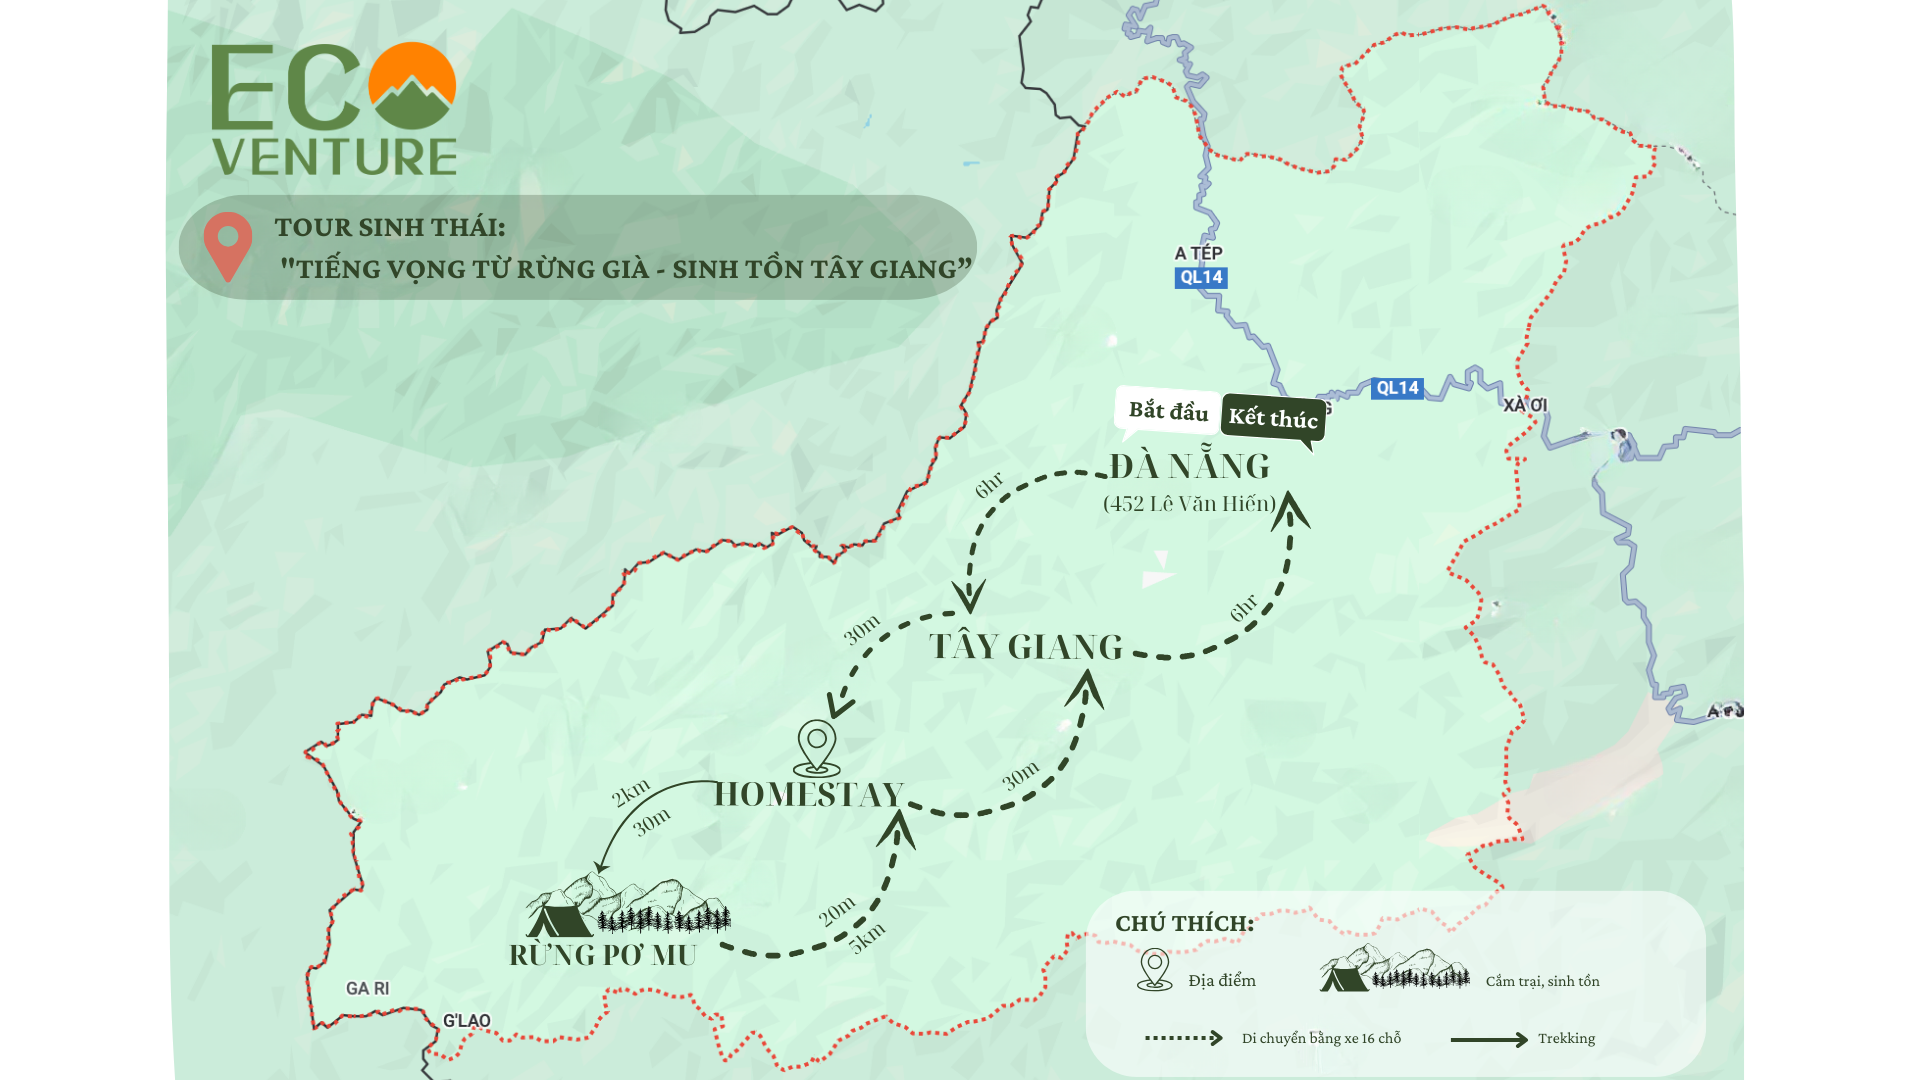 ECO
VENTURE
TOUR SINH THÁI:
"TIẾNG VỌNG TỪ RỪNG GIÀ - SINH TỒN TÂY GIANG”
A TÉP
QL14
QL14
XÀ ƠI
Bắt đầu
Kết thúc
G
ĐÀ NẴNG
(452 Lê Văn Hiến)
6hr
6hr
30m
TÂY GIANG
HOMESTAY
2km
30m
30m
20m
5km
RỪNG PƠ MU
GA RI
G'LAO
CHÚ THÍCH:
Địa điểm
Cắm trại, sinh tồn
Di chuyển bằng xe 16 chỗ
Trekking